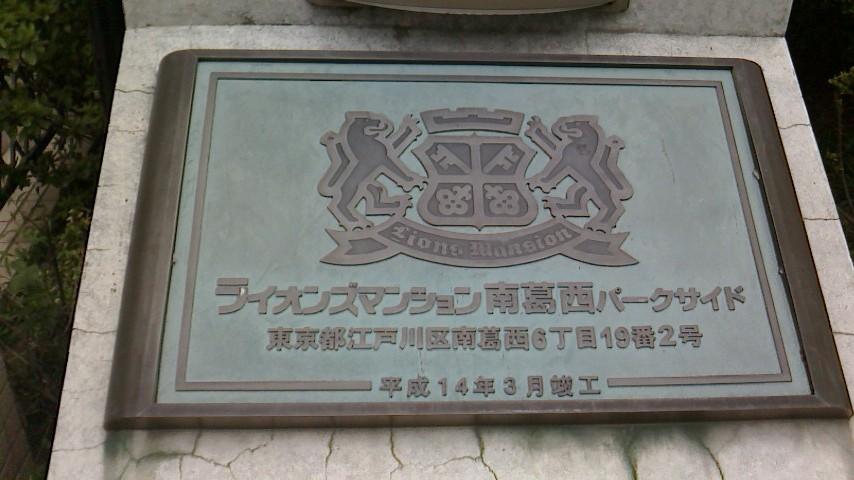 Lions Mansion
ライオンズマンション南葛西パークサイド
東京都江戸川区南葛西6丁目19番2号
平成14年3月竣工